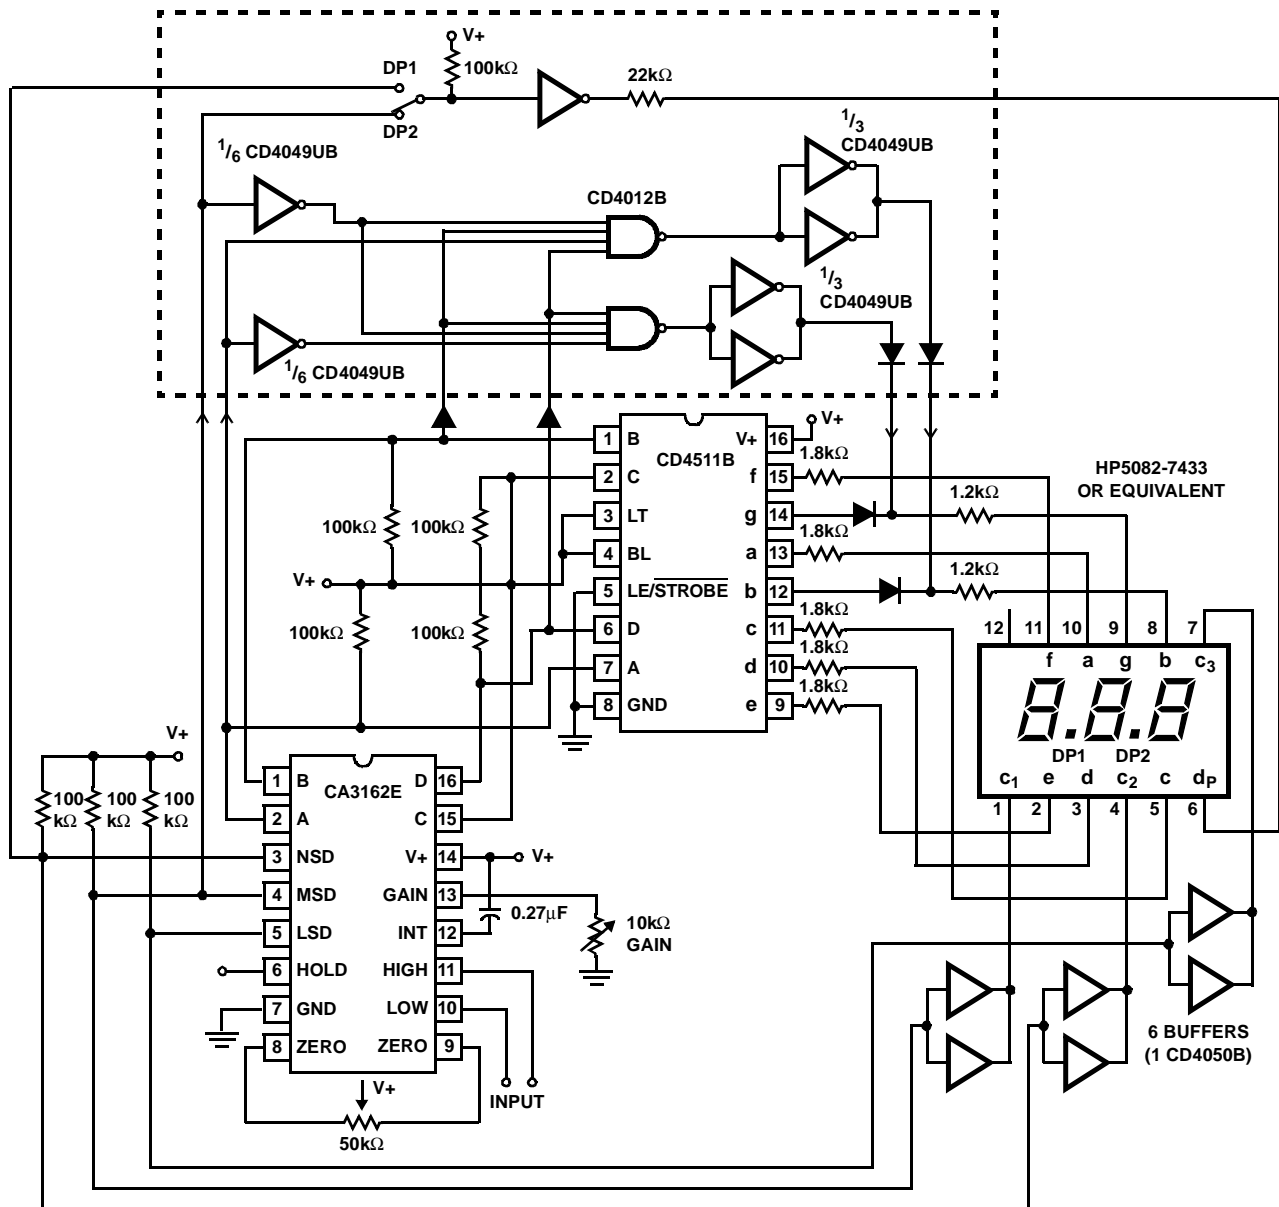 V+
DP1
100kΩ
22kΩ
DP2
1/3
CD4049UB
1/6 CD4049UB
CD4012B
1/3
CD4049UB
1/6 CD4049UB
V+
1 B V+ 16
CD4511B
1.8kΩ
HP5082-7433
OR EQUIVALENT
2 C f 15
1.2kΩ
3 LT g 14
100kΩ 100kΩ
1.8kΩ
4 BL a 13
V+
1.2kΩ
5 LE/STROBE b 12
100kΩ 100kΩ
1.8kΩ
6 D c 11
12 11 10 9 8 7
1.8kΩ
7 A d 10
f a g b c3
1.8kΩ
8 GND e 9
8.8.8
DP1 DP2
V+
c1 e d c2 c dP
1 2 3 4 5 6
100 kΩ 100 kΩ 100 kΩ
1 B D 16
CA3162E
2 A C 15
3 NSD V+ 14 V+
4 MSD GAIN 13
0.27µF
10kΩ
GAIN
5 LSD INT 12
6 HOLD HIGH 11
7 GND LOW 10
8 ZERO ZERO 9
6 BUFFERS
(1 CD4050B)
V+
INPUT
50kΩ